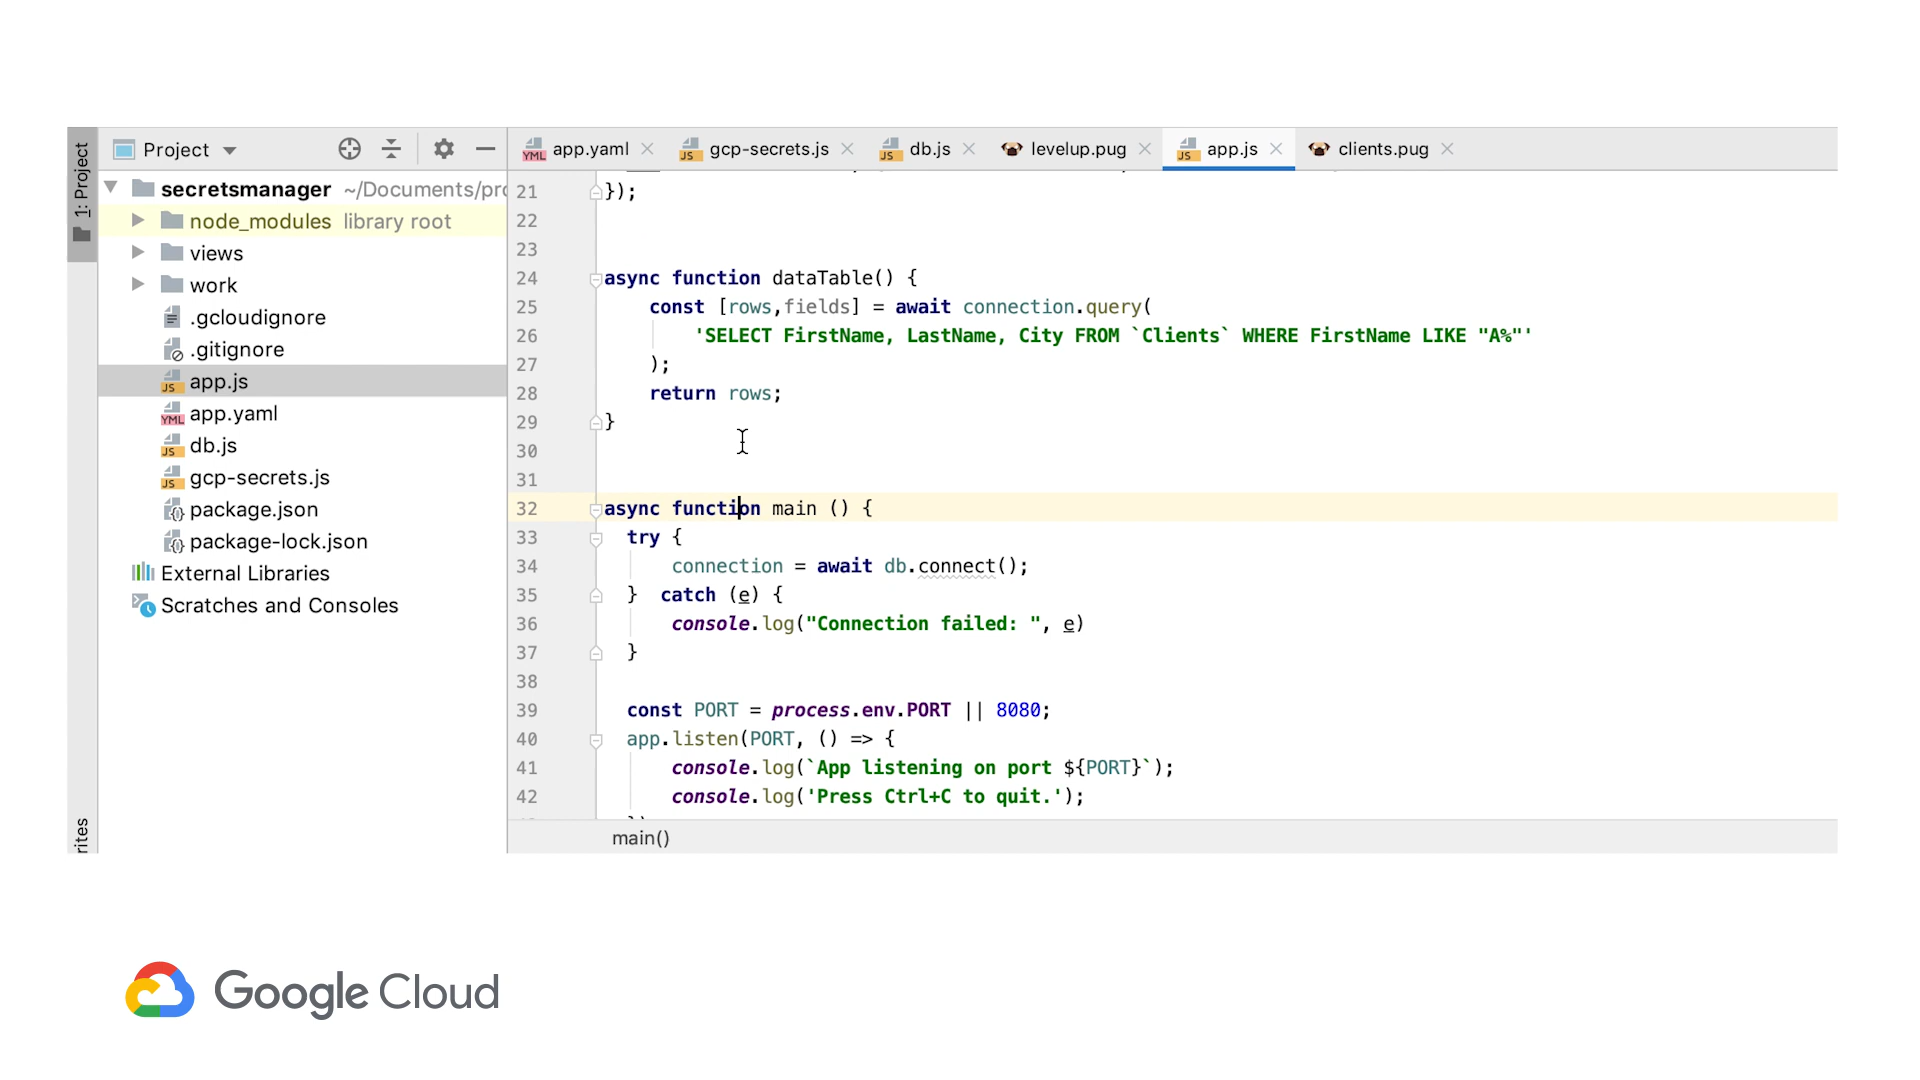 1: Project
Project
app.yaml
gcp-secrets.js
db.js
levelup.pug
app.js
clients.pug
secretsmanager ~/Documents/pro
node_modules library root
views
work
.gcloudignore
.gitignore
app.js
app.yaml
db.js
gcp-secrets.js
package.json
package-lock.json
External Libraries
Scratches and Consoles
rites
21 });
22
23
24 async function dataTable() {
25 const [rows,fields] = await connection.query(
26 'SELECT FirstName, LastName, City FROM `Clients` WHERE FirstName LIKE "A%"'
27 );
28 return rows;
29 }
30
31
32 async function main () {
33 try {
34 connection = await db.connect();
35 } catch (e) {
36 console.log("Connection failed: ", e)
37 }
38
39 const PORT = process.env.PORT || 8080;
40 app.listen(PORT, () => {
41 console.log(`App listening on port ${PORT}`);
42 console.log('Press Ctrl+C to quit.');
main()
Google Cloud